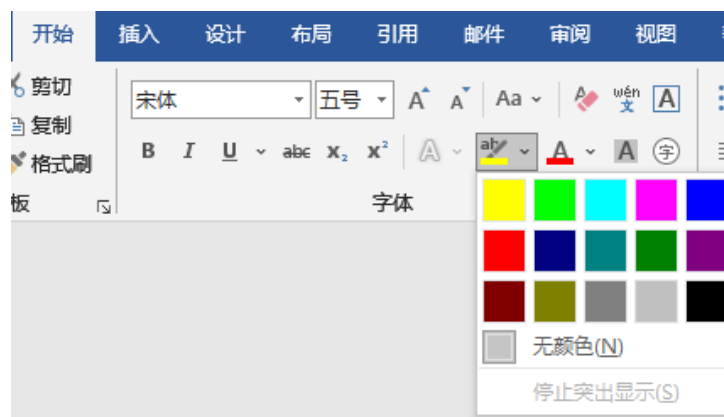 开始 插入 设计 布局 引用 邮件 审阅 视图
剪切 宋体 五号 A A Aa wén 文 A
复制
格式刷 B I U abc X₂ X² A aby A A 字
板 字体
无颜色(N)
停止突出显示(S)